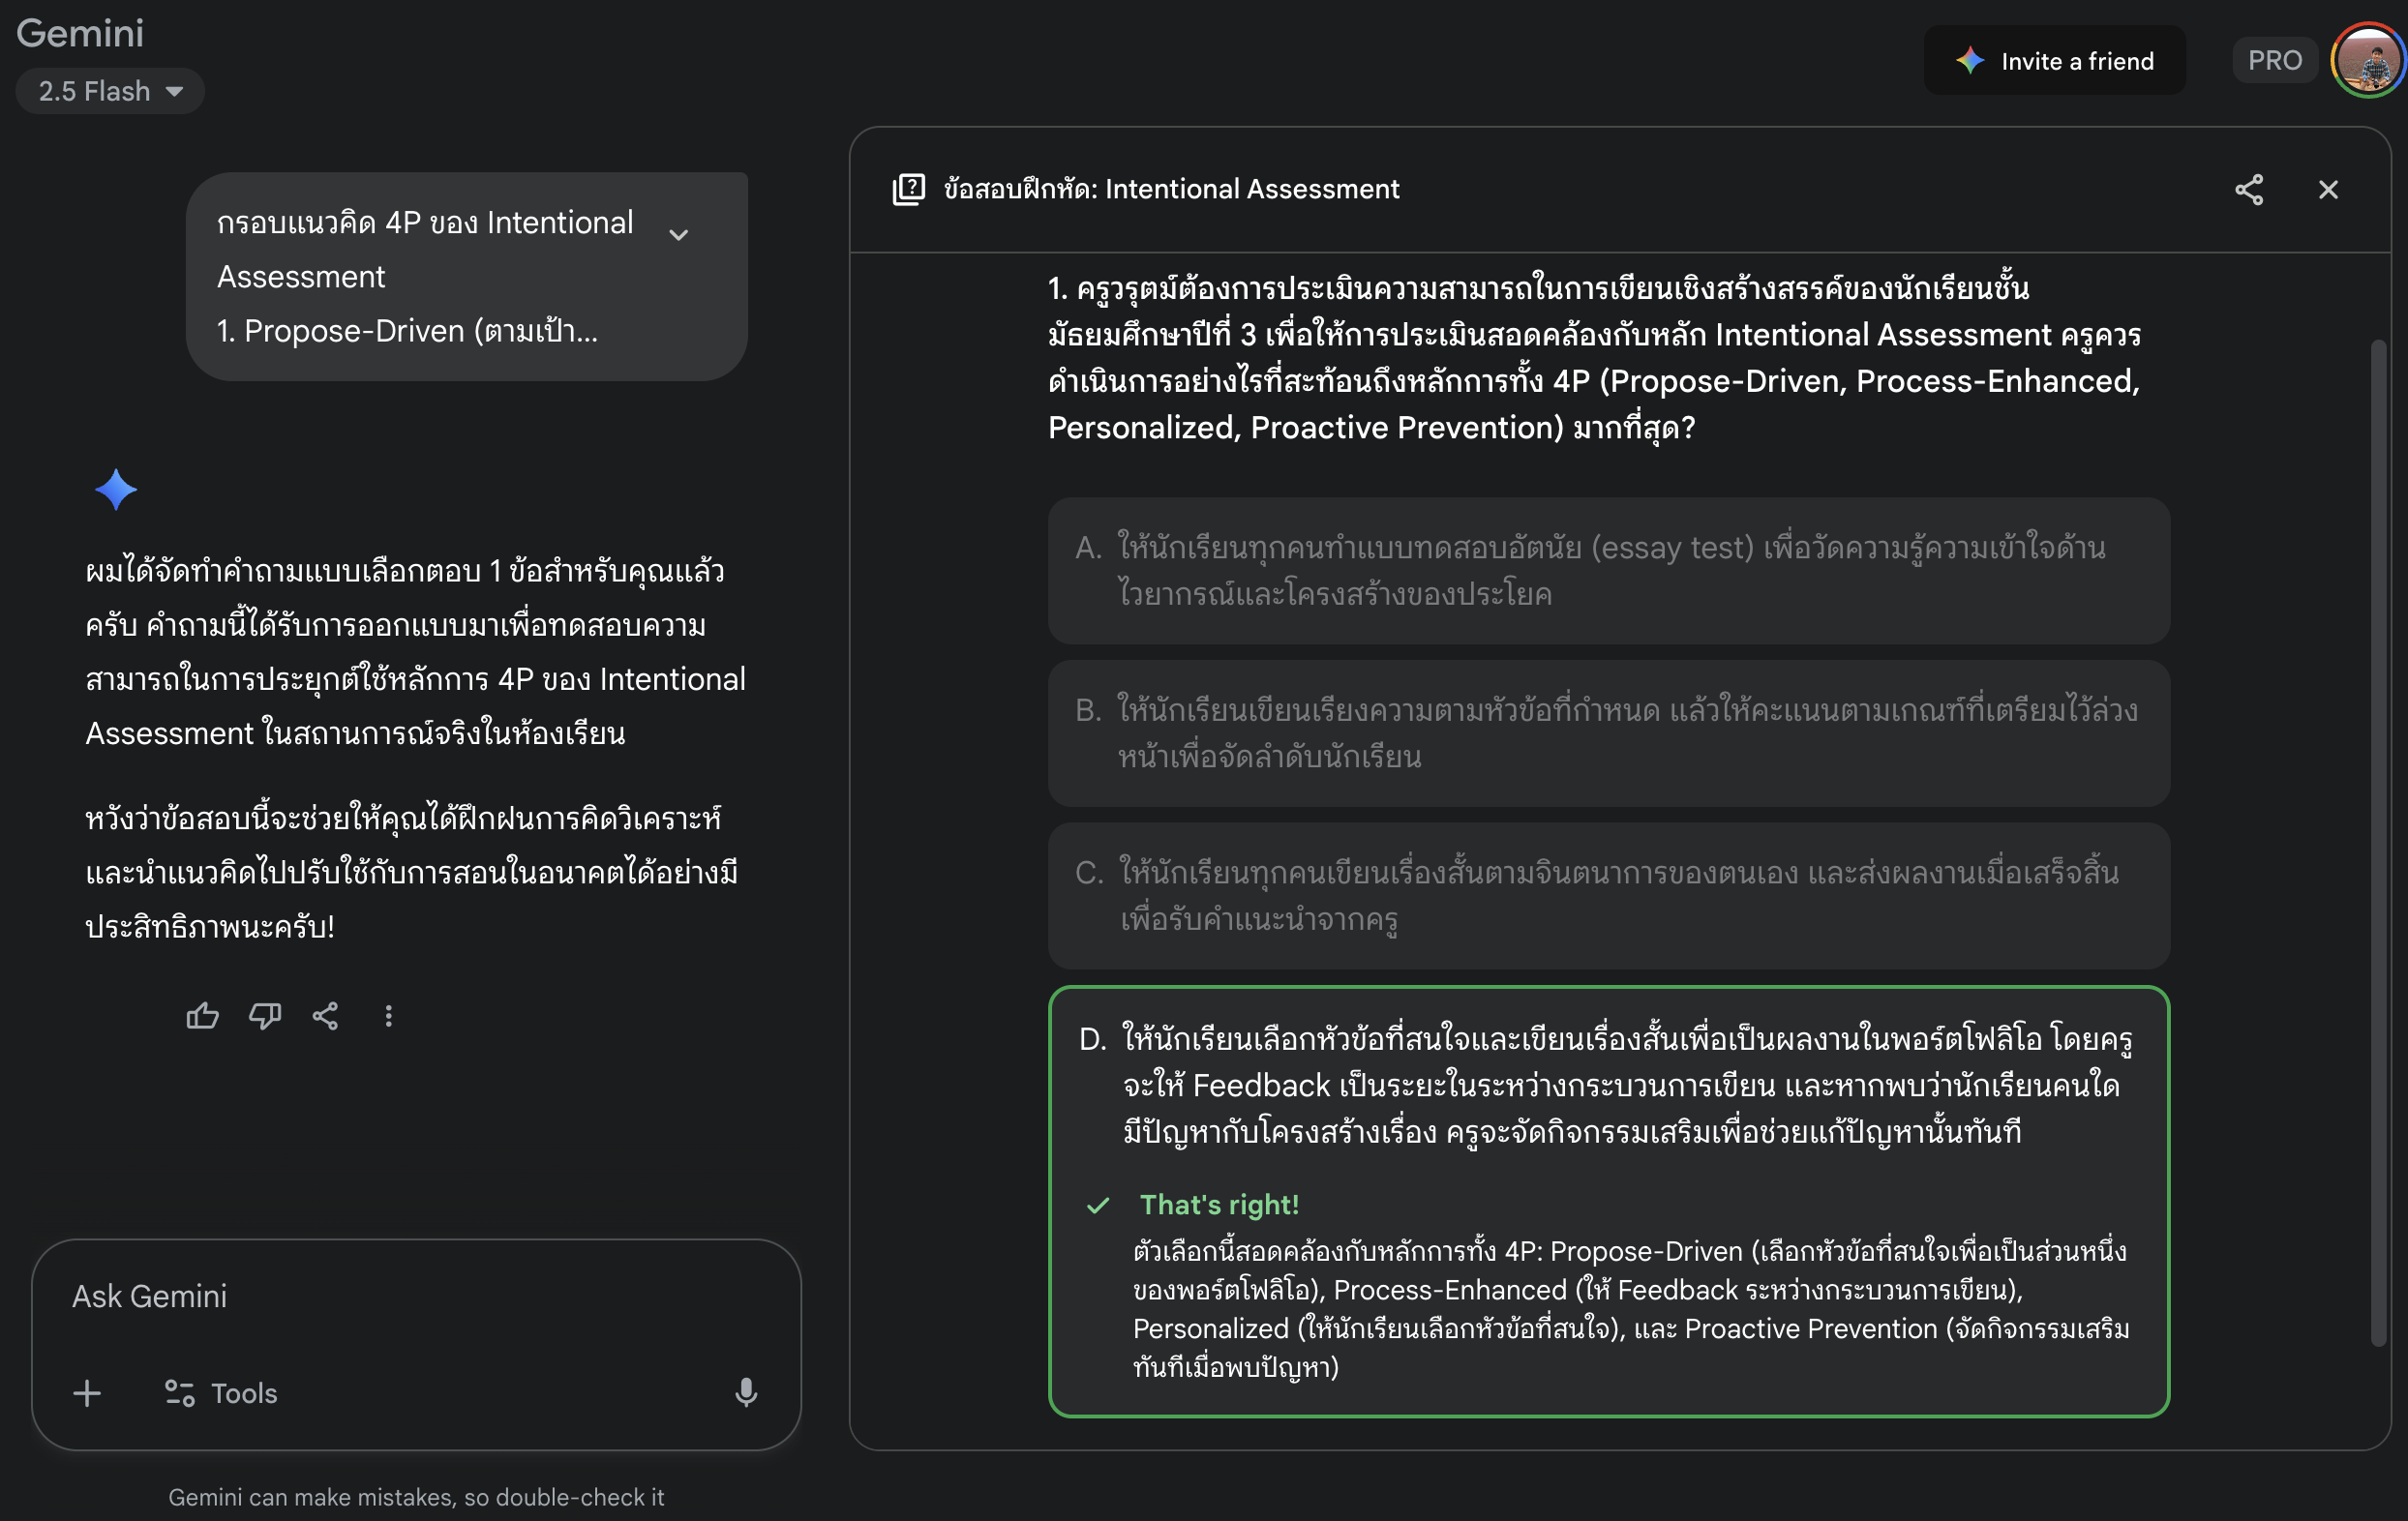 Gemini
2.5 Flash
Invite a friend
PRO
กรอบแนวคิด 4P ของ Intentional
Assessment
1. Propose-Driven (ตามเป้า...
ผมได้จัดทำคำถามแบบเลือกตอบ 1 ข้อสำหรับคุณแล้ว
ครับ คำถามนี้ได้รับการออกแบบมาเพื่อทดสอบความ
สามารถในการประยุกต์ใช้หลักการ 4P ของ Intentional
Assessment ในสถานการณ์จริงในห้องเรียน
หวังว่าข้อสอบนี้จะช่วยให้คุณได้ฝึกฝนการคิดวิเคราะห์
และนำแนวคิดไปปรับใช้กับการสอนในอนาคตได้อย่างมี
ประสิทธิภาพนะครับ!
Ask Gemini
Tools
Gemini can make mistakes, so double-check it
ข้อสอบฝึกหัด: Intentional Assessment
1. ครูวรุตม์ต้องการประเมินความสามารถในการเขียนเชิงสร้างสรรค์ของนักเรียนชั้น
มัธยมศึกษาปีที่ 3 เพื่อให้การประเมินสอดคล้องกับหลัก Intentional Assessment ครูควร
ดำเนินการอย่างไรที่สะท้อนถึงหลักการทั้ง 4P (Propose-Driven, Process-Enhanced,
Personalized, Proactive Prevention) มากที่สุด?
A. ให้นักเรียนทุกคนทำแบบทดสอบอัตนัย (essay test) เพื่อวัดความรู้ความเข้าใจด้าน
ไวยากรณ์และโครงสร้างของประโยค
B. ให้นักเรียนเขียนเรียงความตามหัวข้อที่กำหนด แล้วให้คะแนนตามเกณฑ์ที่เตรียมไว้ล่วง
หน้าเพื่อจัดลำดับนักเรียน
C. ให้นักเรียนทุกคนเขียนเรื่องสั้นตามจินตนาการของตนเอง และส่งผลงานเมื่อเสร็จสิ้น
เพื่อรับคำแนะนำจากครู
D. ให้นักเรียนเลือกหัวข้อที่สนใจและเขียนเรื่องสั้นเพื่อเป็นผลงานในพอร์ตโฟลิโอ โดยครู
จะให้ Feedback เป็นระยะในระหว่างกระบวนการเขียน และหากพบว่านักเรียนคนใด
มีปัญหากับโครงสร้างเรื่อง ครูจะจัดกิจกรรมเสริมเพื่อช่วยแก้ปัญหานั้นทันที
That's right!
ตัวเลือกนี้สอดคล้องกับหลักการทั้ง 4P: Propose-Driven (เลือกหัวข้อที่สนใจเพื่อเป็นส่วนหนึ่ง
ของพอร์ตโฟลิโอ), Process-Enhanced (ให้ Feedback ระหว่างกระบวนการเขียน),
Personalized (ให้นักเรียนเลือกหัวข้อที่สนใจ), และ Proactive Prevention (จัดกิจกรรมเสริม
ทันทีเมื่อพบปัญหา)